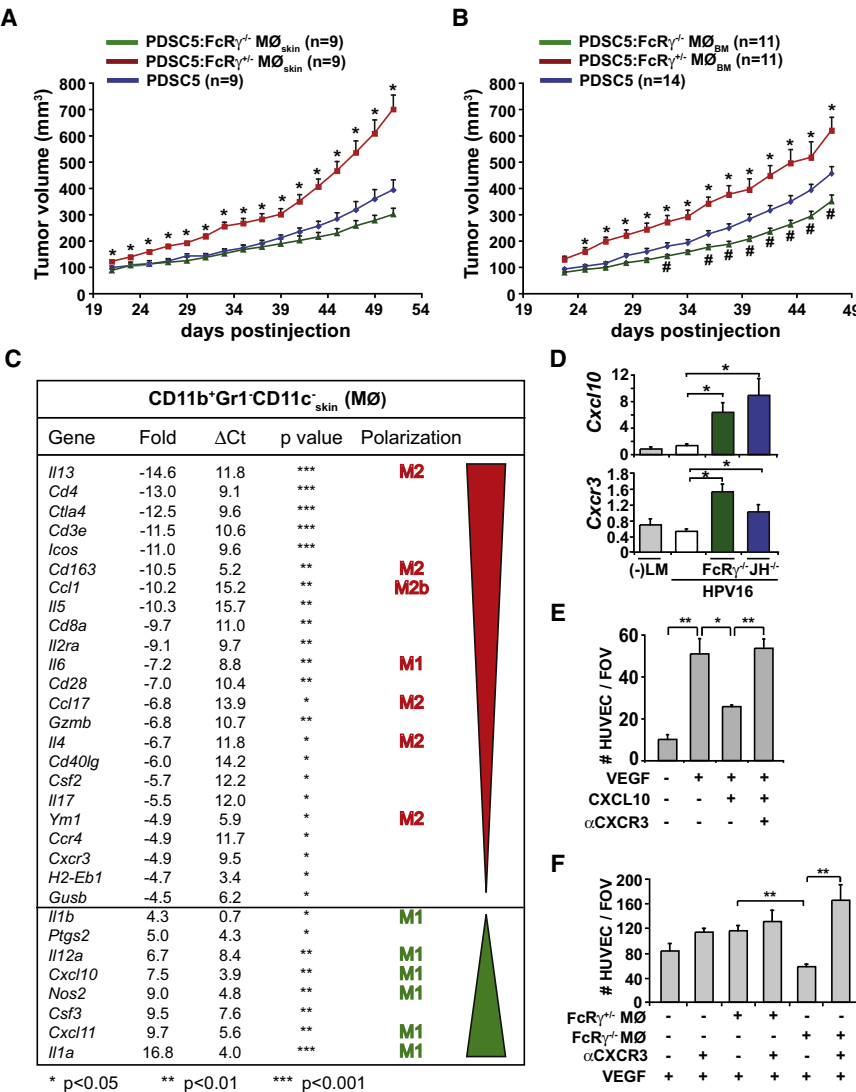 A
PDSC5:FcRγ-/- MØskin (n=9)
PDSC5:FcRγ+/- MØskin (n=9)
PDSC5 (n=9)
Tumor volume (mm3)
800
700
600
500
400
300
200
100
0
* * * * * * * * * * * * * * * *
19 24 29 34 39 44 49 54
days postinjection
B
PDSC5:FcRγ-/- MØBM (n=11)
PDSC5:FcRγ+/- MØBM (n=11)
PDSC5 (n=14)
Tumor volume (mm3)
800
700
600
500
400
300
200
100
0
* * * * * * * * * * * *
# # # # # # #
19 24 29 34 39 44 49
days postinjection
C
CD11b+Gr1-CD11c-skin (MØ)
Gene Fold ΔCt p value Polarization
Il13 -14.6 11.8 *** M2
Cd4 -13.0 9.1 ***
Ctla4 -12.5 9.6 ***
Cd3e -11.5 10.6 ***
Icos -11.0 9.6 ***
Cd163 -10.5 5.2 ** M2
Ccl1 -10.2 15.2 ** M2b
Il5 -10.3 15.7 **
Cd8a -9.7 11.0 **
Il2ra -9.1 9.7 **
Il6 -7.2 8.8 ** M1
Cd28 -7.0 10.4 **
Ccl17 -6.8 13.9 * M2
Gzmb -6.8 10.7 **
Il4 -6.7 11.8 * M2
Cd40lg -6.0 14.2 *
Csf2 -5.7 12.2 *
Il17 -5.5 12.0 *
Ym1 -4.9 5.9 * M2
Ccr4 -4.9 11.7 *
Cxcr3 -4.9 9.5 *
H2-Eb1 -4.7 3.4 *
Gusb -4.5 6.2 *
Il1b 4.3 0.7 * M1
Ptgs2 5.0 4.3 *
Il12a 6.7 8.4 ** M1
Cxcl10 7.5 3.9 ** M1
Nos2 9.0 4.8 ** M1
Csf3 9.5 7.6 **
Cxcl11 9.7 5.6 ** M1
Il1a 16.8 4.0 *** M1
* p<0.05 ** p<0.01 *** p<0.001
D
Cxcl10
12
8
4
0
* *
Cxcr3
1.8
1.2
0.6
0
* *
(-)LM FcRγ-/- JH-/-
HPV16
E
# HUVEC / FOV
60
40
20
0
** * **
VEGF - + + +
CXCL10 - - + +
αCXCR3 - - - +
F
# HUVEC / FOV
200
160
120
80
40
0
** **
FcRγ+/- MØ - - + + - -
FcRγ-/- MØ - - - - + +
αCXCR3 - + - + - +
VEGF + + + + + +